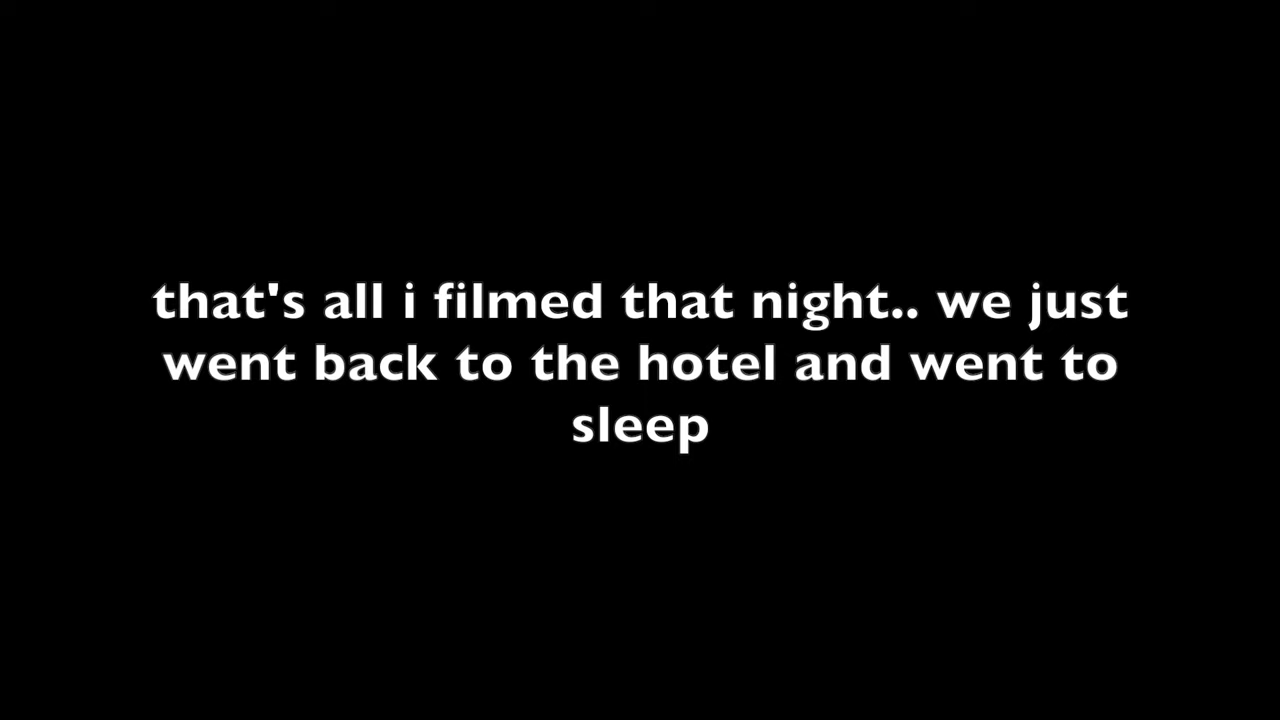 that's all i filmed that night.. we just
went back to the hotel and went to
sleep